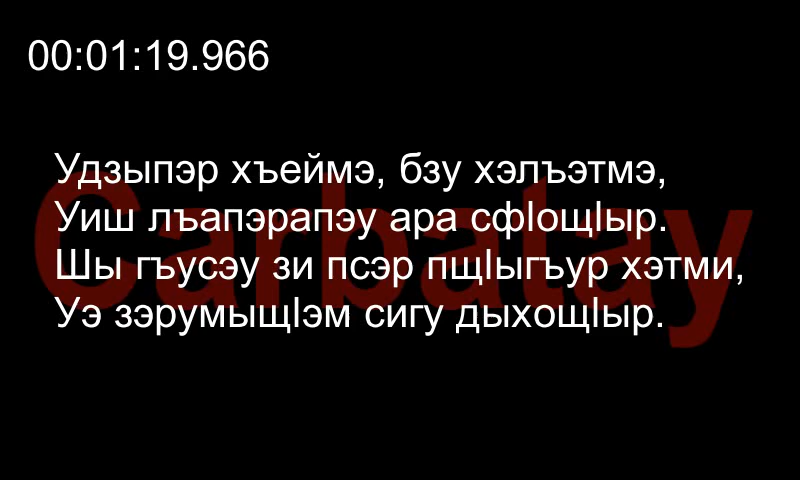 00:01:19.966
Удзыпэр хъеймэ, бзу хэлъэтмэ,
Уиш лъапэрапэу ара сфӀощӀыр.
Шы гъусэу зи псэр пщӀыгъур хэтми,
Уэ зэрумыщӀэм сигу дыхощӀыр.
Carbatay